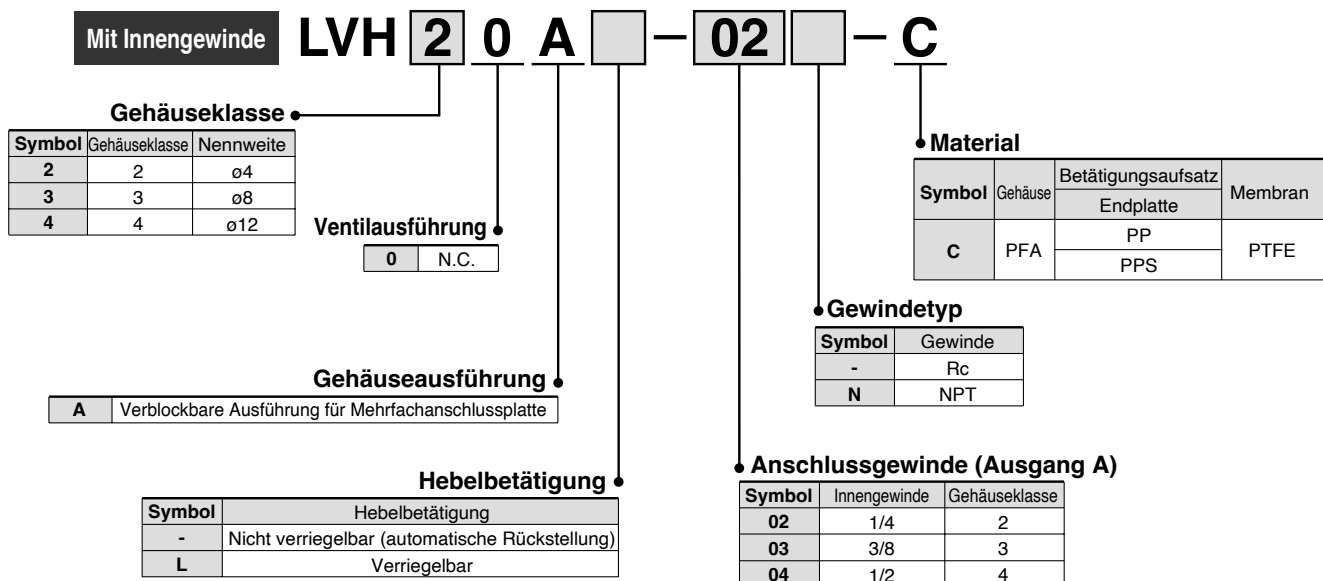 Mit Innengewinde LVH 2 0 A - 02 - C
Gehäuseklasse
Symbol Gehäuseklasse Nennweite
2 2 ø4
3 3 ø8
4 4 ø12
Ventilausführung
0 N.C.
Gehäuseausführung
A Verblockbare Ausführung für Mehrfachanschlussplatte
Hebelbetätigung
Symbol Hebelbetätigung
- Nicht verriegelbar (automatische Rückstellung)
L Verriegelbar
Material
Symbol Gehäuse Betätigungsaufsatz Membran
Endplatte
C PFA PP PTFE
PPS
Gewindetyp
Symbol Gewinde
- Rc
N NPT
Anschlussgewinde (Ausgang A)
Symbol Innengewinde Gehäuseklasse
02 1/4 2
03 3/8 3
04 1/2 4